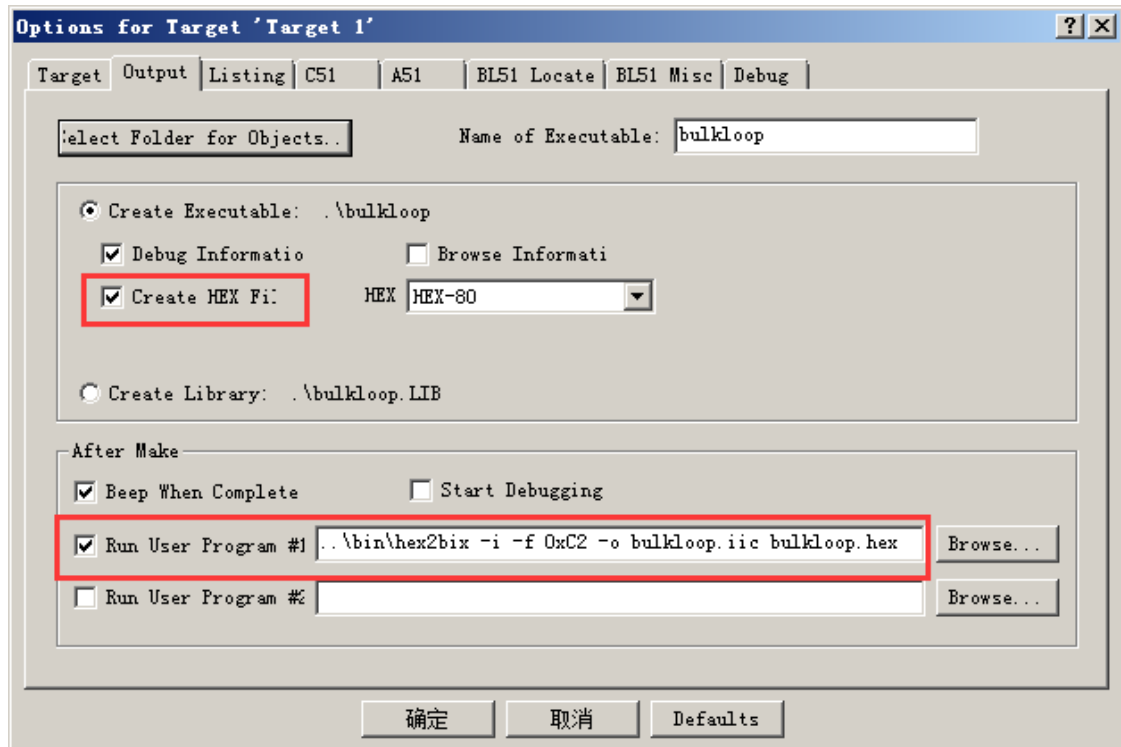 Options for Target 'Target 1'
Target Output Listing C51 A51 BL51 Locate BL51 Misc Debug
elect Folder for Objects.. Name of Executable: bulkloop
Create Executable: .\bulkloop
Debug Informatio Browse Informati
Create HEX Fi HEX HEX-80
Create Library: .\bulkloop.LIB
After Make
Beep When Complete Start Debugging
Run User Program #1 ..\bin\hex2bix -i -f 0xC2 -o bulkloop.iic bulkloop.hex Browse...
Run User Program #2 Browse...
确定 取消 Defaults